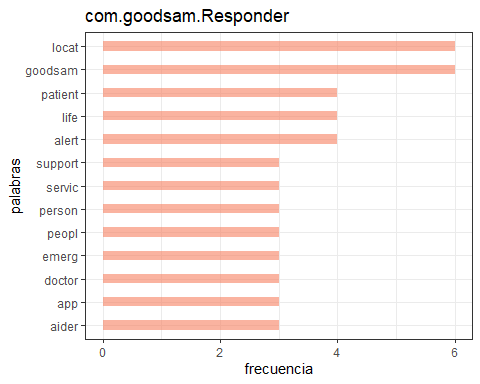 com.goodsam.Responder
palabras
locat
goodsam
patient
life
alert
support
servic
person
peopl
emerg
doctor
app
aider
0 2 4 6
frecuencia